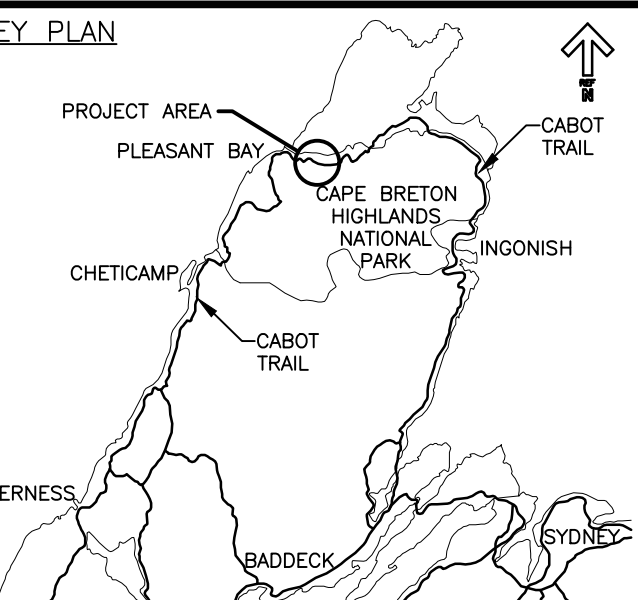 EY PLAN
REF
N
PROJECT AREA
CABOT
TRAIL
PLEASANT BAY
CAPE BRETON
HIGHLANDS
NATIONAL
PARK
INGONISH
CHETICAMP
CABOT
TRAIL
ERNESS
SYDNEY
BADDECK